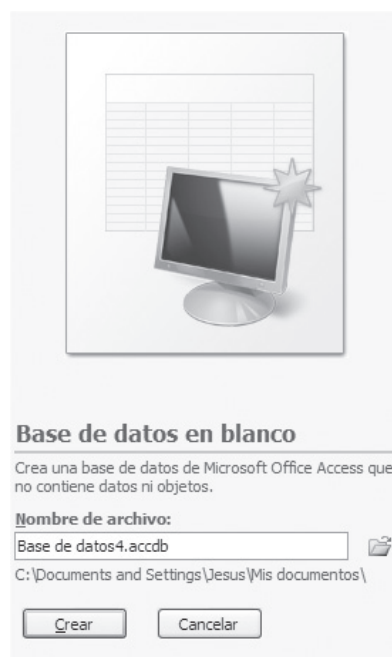 Base de datos en blanco
Crea una base de datos de Microsoft Office Access que
no contiene datos ni objetos.
Nombre de archivo:
Base de datos4.accdb
C:\Documents and Settings\Jesus\Mis documentos\
Crear Cancelar